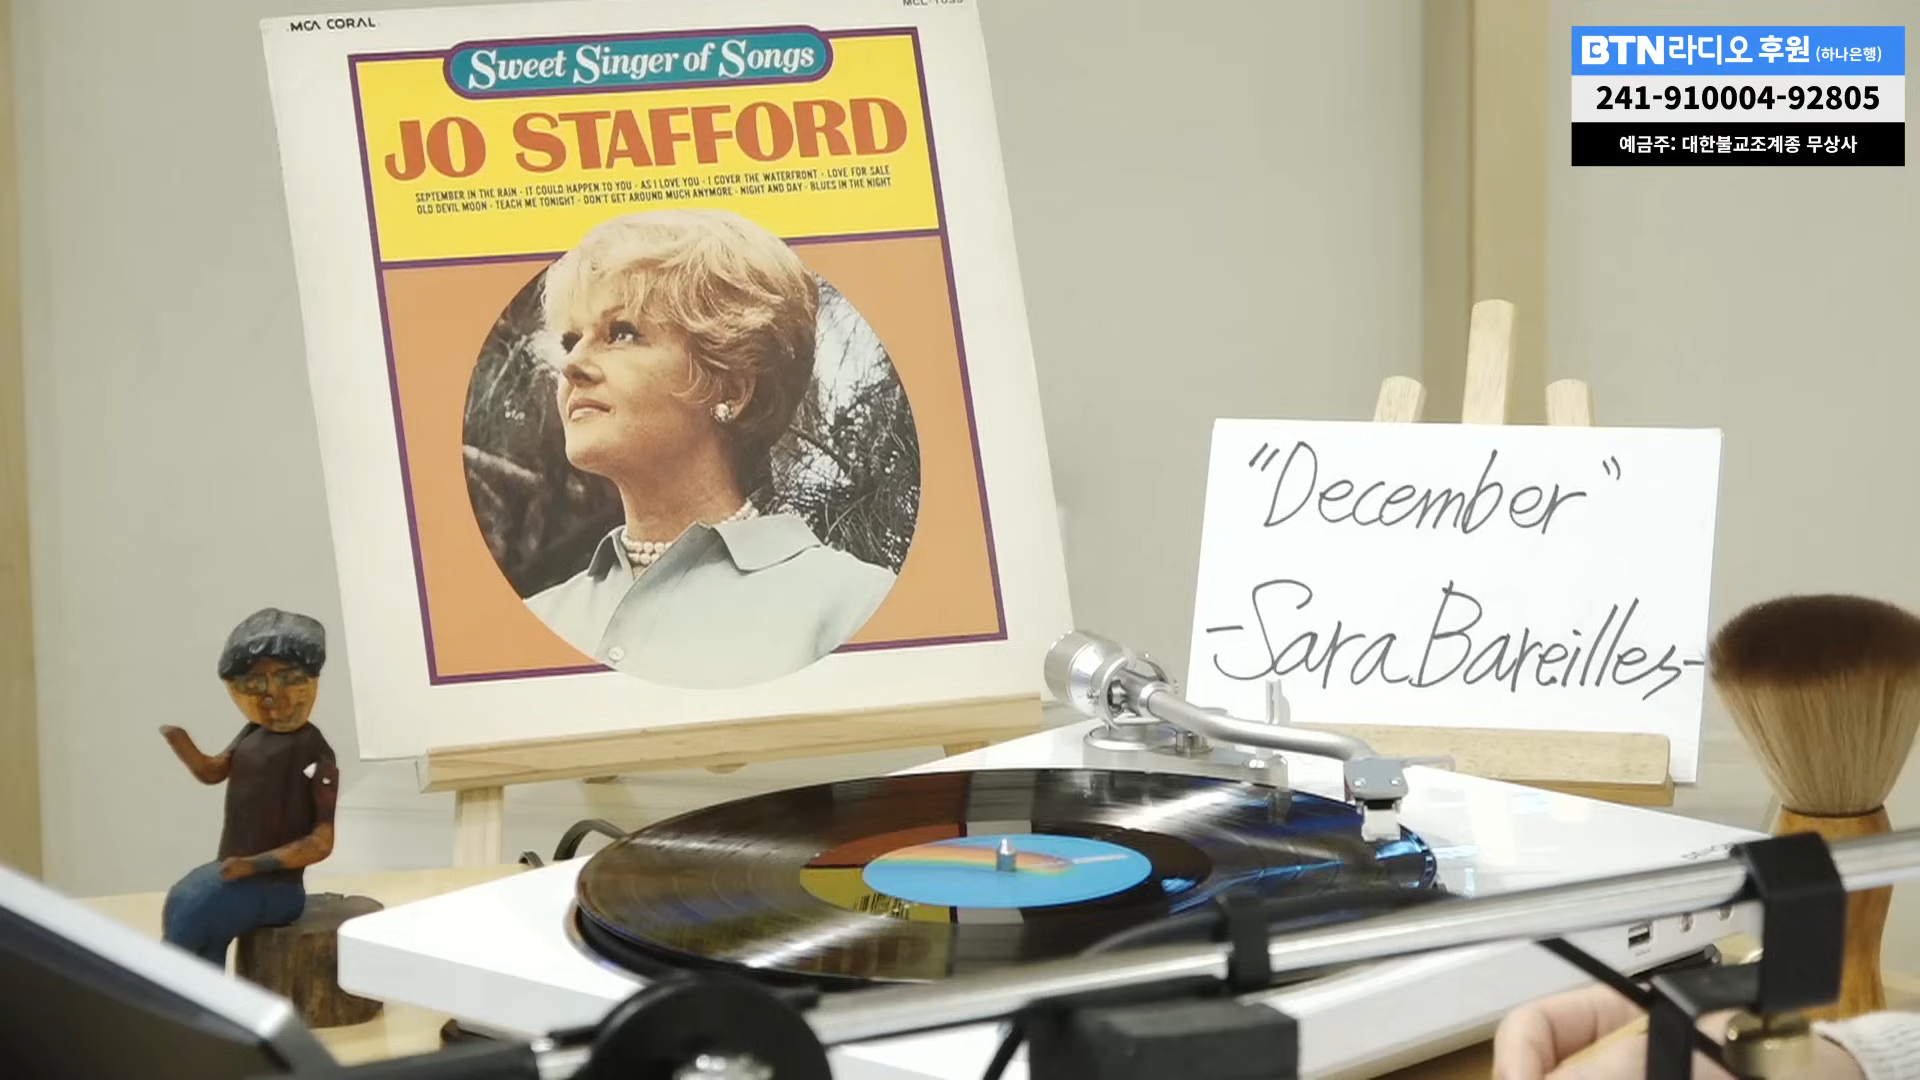 MCA CORAL
Sweet Singer of Songs
JO STAFFORD
SEPTEMBER IN THE RAIN · IT COULD HAPPEN TO YOU · AS I LOVE YOU · I COVER THE WATERFRONT · LOVE FOR SALE
OLD DEVIL MOON · TEACH ME TONIGHT · DON'T GET AROUND MUCH ANYMORE · NIGHT AND DAY · BLUES IN THE NIGHT
BTN라디오 후원 (하나은행)
241-910004-92805
예금주: 대한불교조계종 무상사
"December"
-Sara Bareilles-